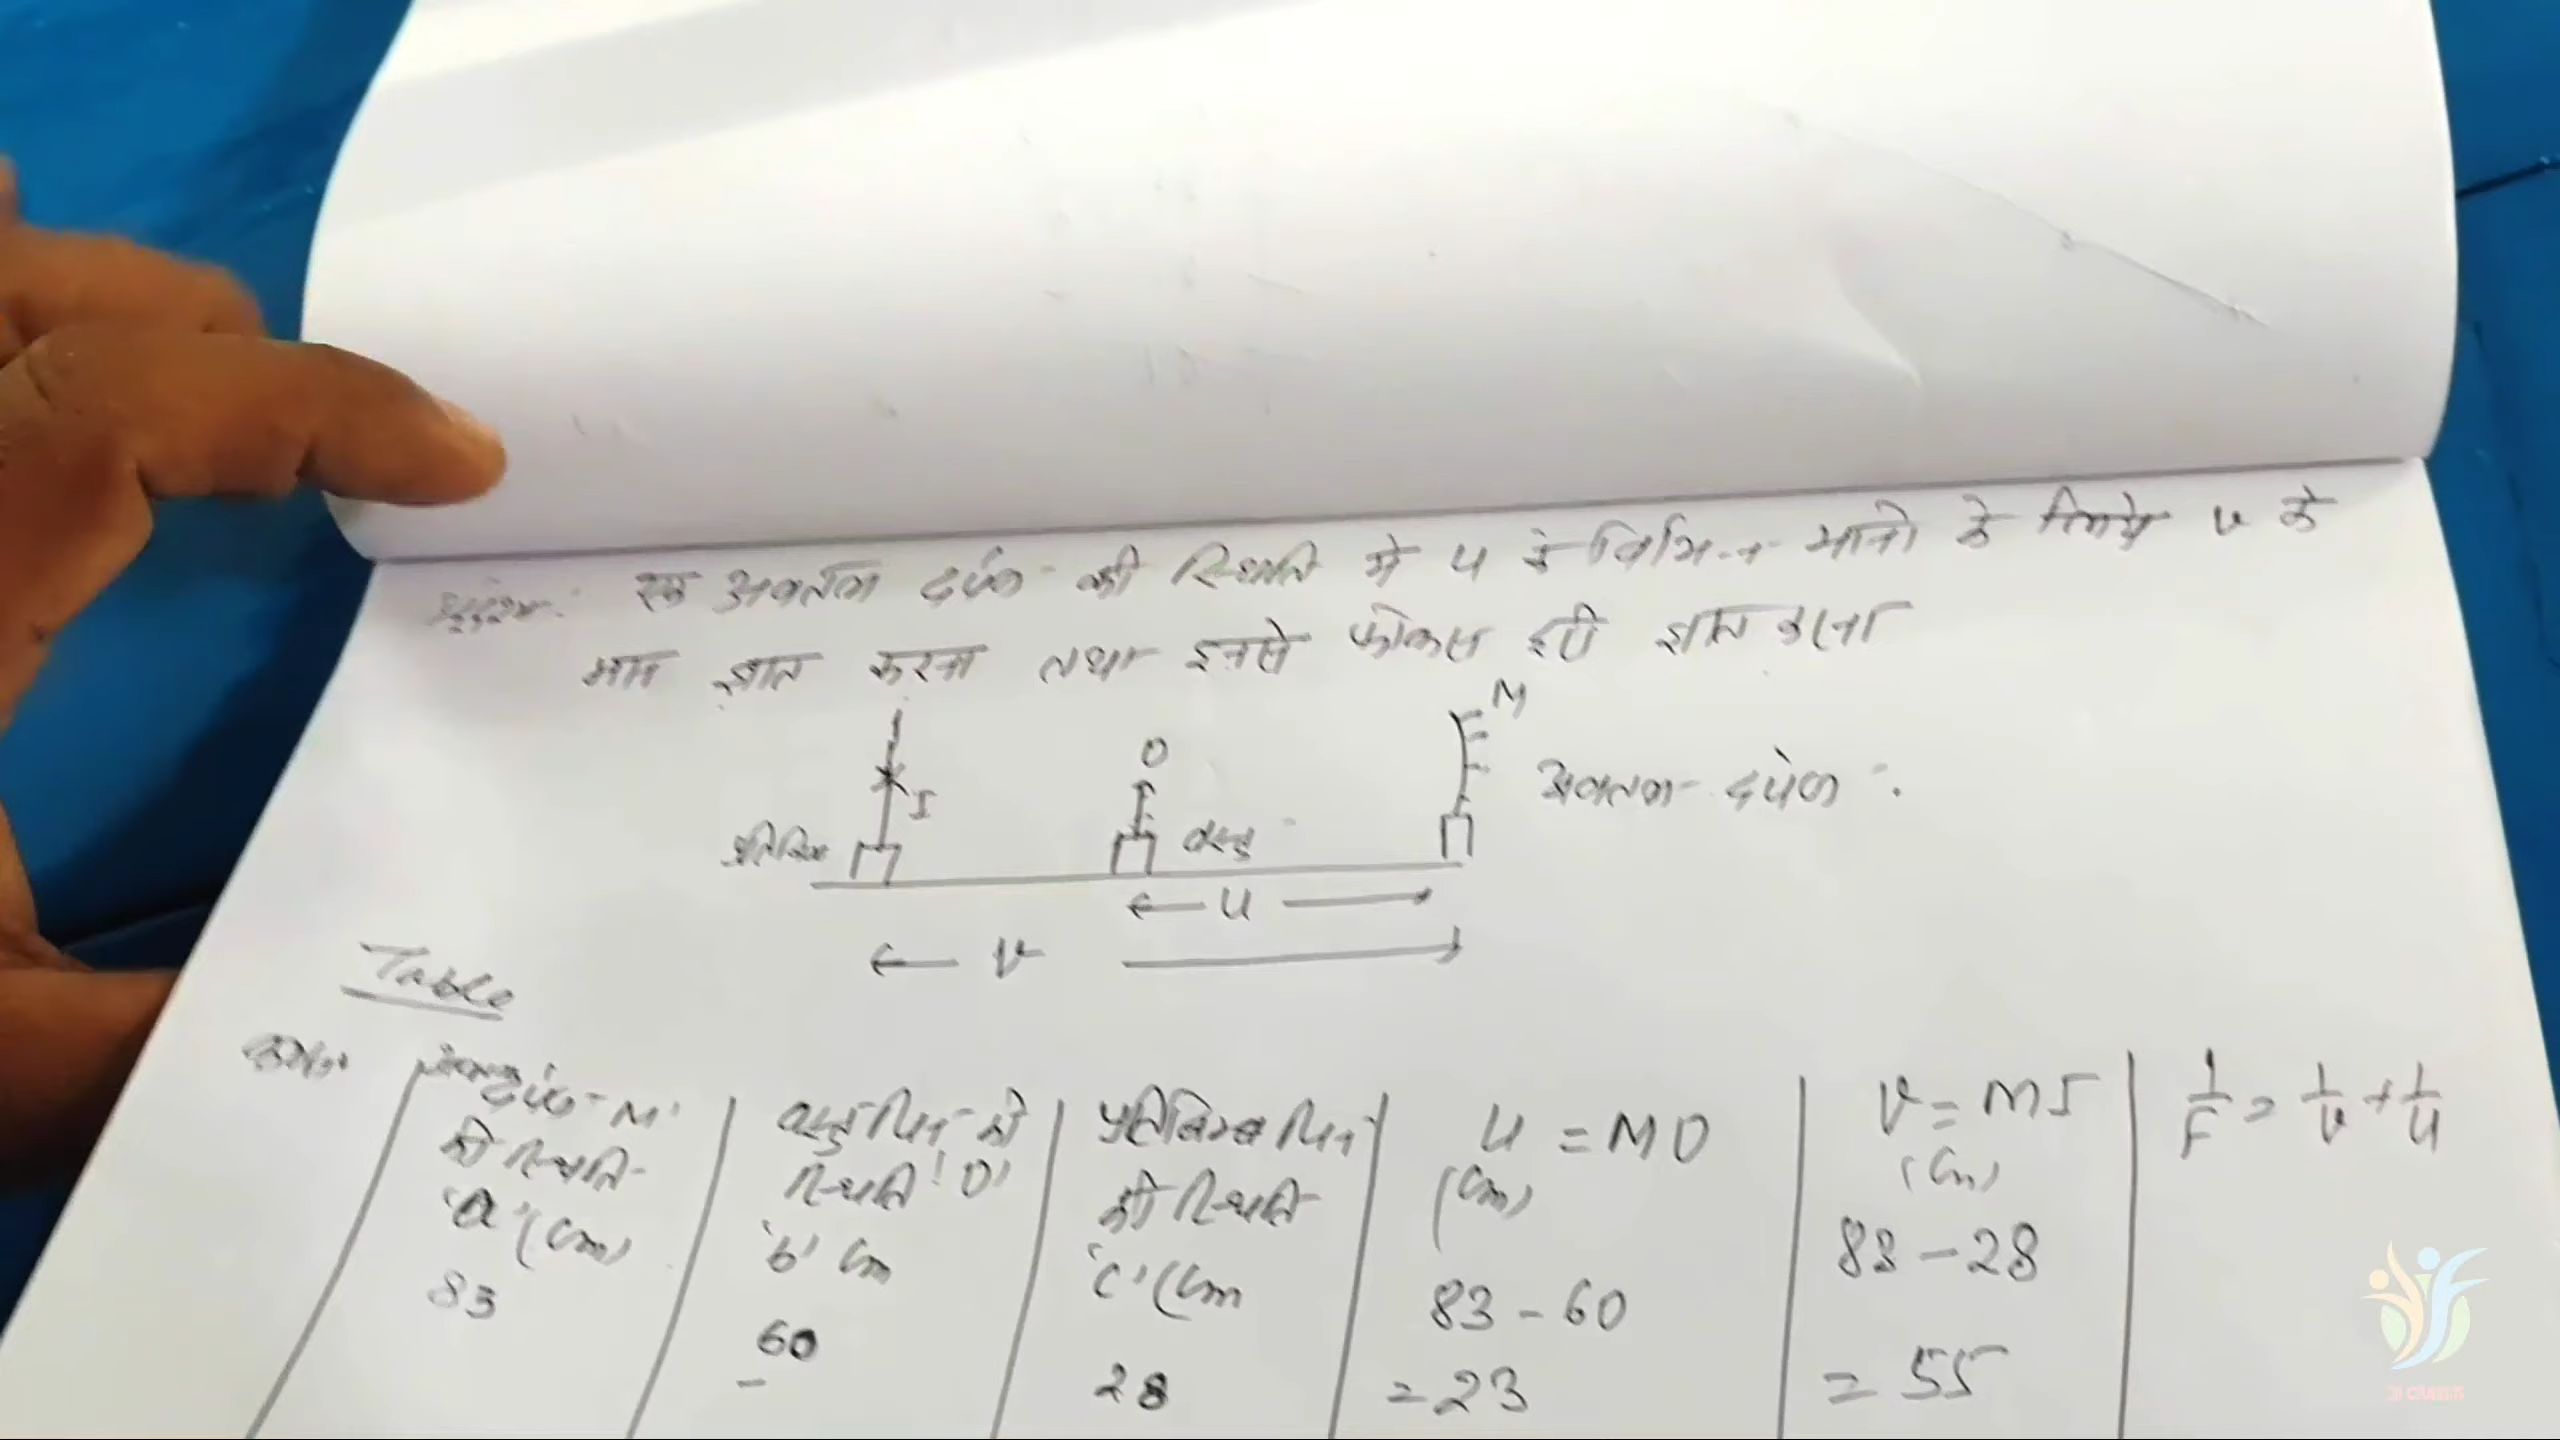 उद्देश्य:- एक अवतल दर्पण की स्थिति में u के विभिन्न मानो के लिये v के
मान ज्ञात करना तथा इनसे फोकस दूरी ज्ञात करना
M
O
I
अवतल दर्पण
प्रतिबिम्ब
वस्तु
u
v
Table
दर्पण 'M'
की स्थिति
'a' (cm)
83
वस्तु पिन की
स्थिति 'O'
'b' cm
60
प्रतिबिम्ब पिन
की स्थिति
'c' (cm
28
u = MO
(cm)
83 - 60
= 23
v = MI
(cm)
83 - 28
= 55
1/F = 1/v + 1/u